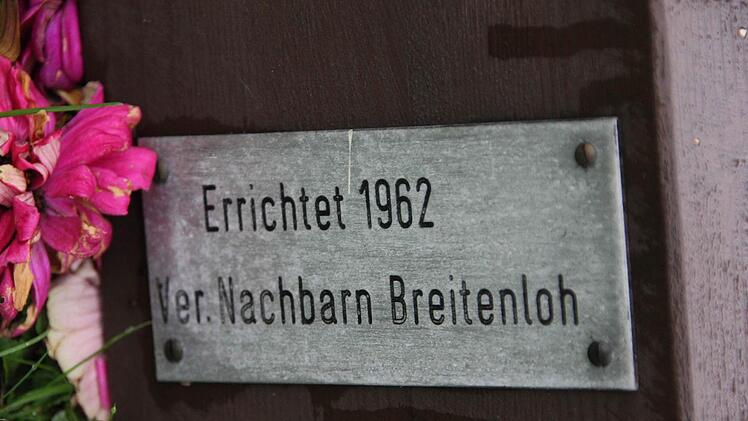 Errichtet 1962
Ver. Nachbarn Breitenloh